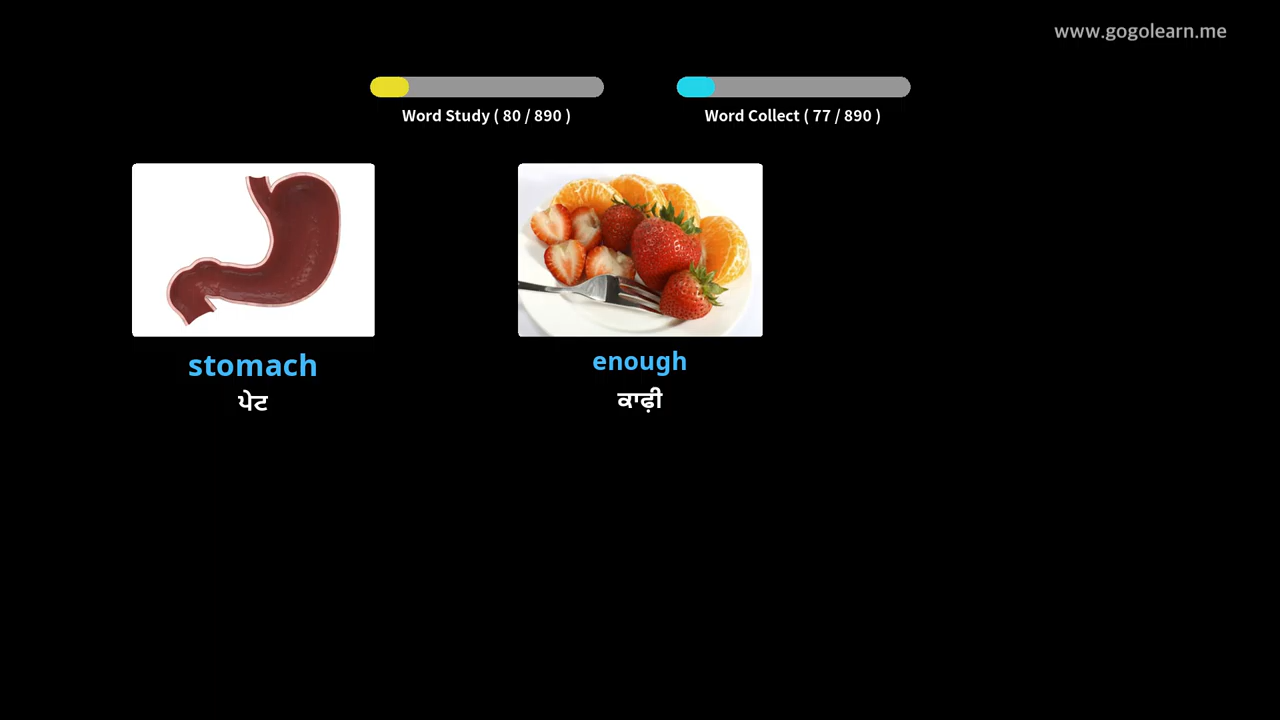 www.gogolearn.me
Word Study ( 80 / 890 )
Word Collect ( 77 / 890 )
stomach
ਪੇਟ
enough
ਕਾਫ਼ੀ